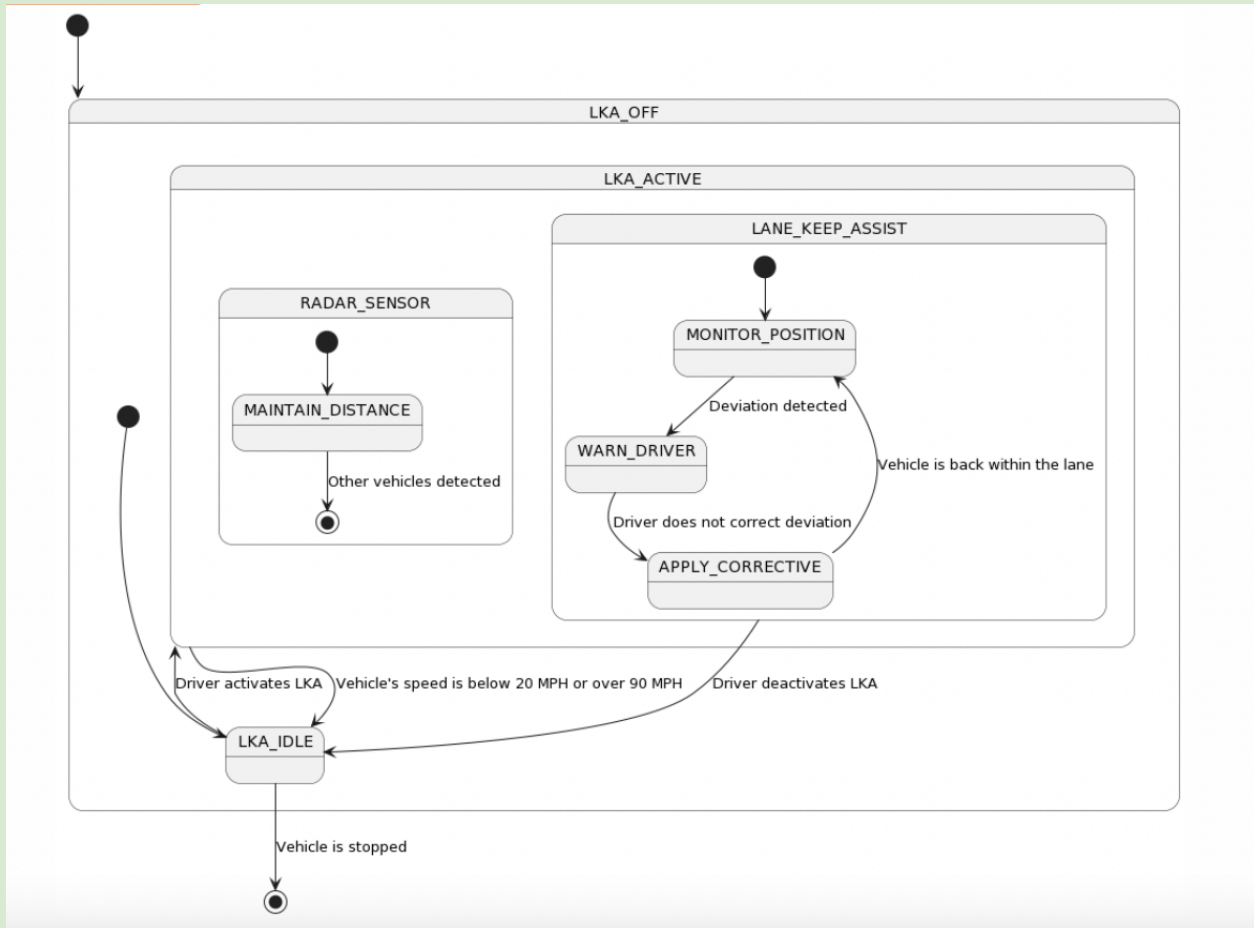 LKA_OFF
LKA_ACTIVE
LANE_KEEP_ASSIST
RADAR_SENSOR
MONITOR_POSITION
MAINTAIN_DISTANCE
Deviation detected
WARN_DRIVER
Vehicle is back within the lane
Other vehicles detected
Driver does not correct deviation
APPLY_CORRECTIVE
Driver activates LKA
Vehicle's speed is below 20 MPH or over 90 MPH
Driver deactivates LKA
LKA_IDLE
Vehicle is stopped